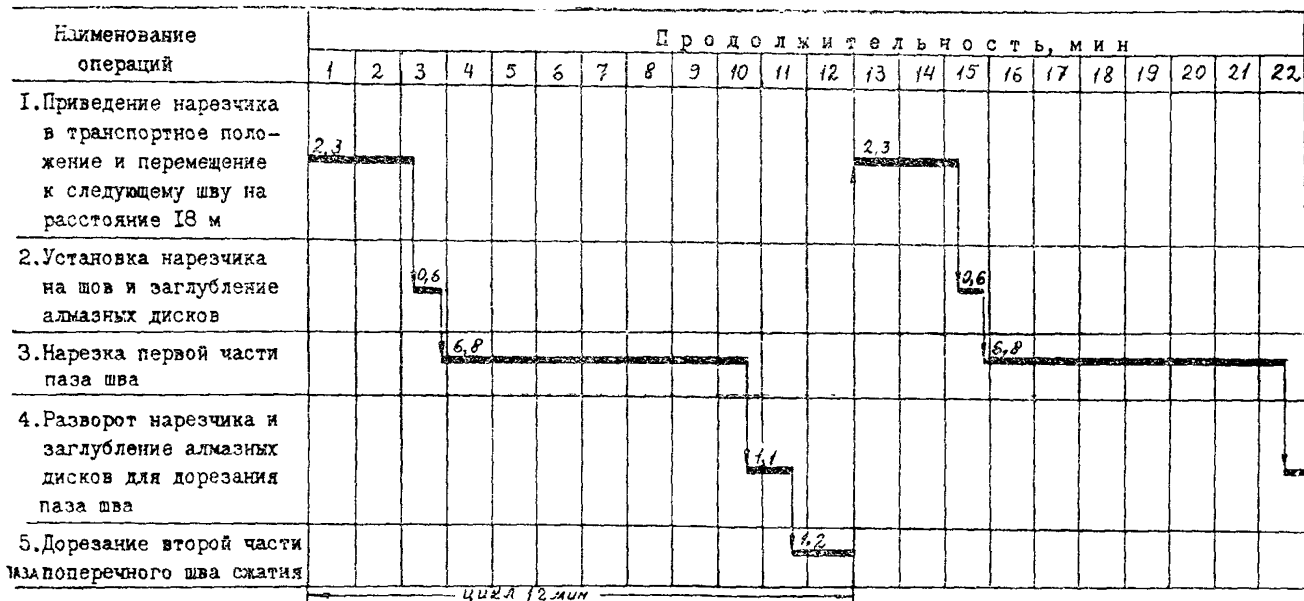 Наименование
операций
Продолжительность, мин
1 2 3 4 5 6 7 8 9 10 11 12 13 14 15 16 17 18 19 20 21 22
I.Приведение нарезчика
в транспортное поло-
жение и перемещение
к следующему шву на
расстояние I8 м
2,3 2,3
2.Установка нарезчика
на шов и заглубление
алмазных дисков
0,6 0,6
3.Нарезка первой части
паза шва
6,8 6,8
4.Разворот нарезчика и
заглубление алмазных
дисков для дорезания
паза шва
1,1
5.Дорезание второй части
паза поперечного шва сжатия
1,2
цикл 12 мин